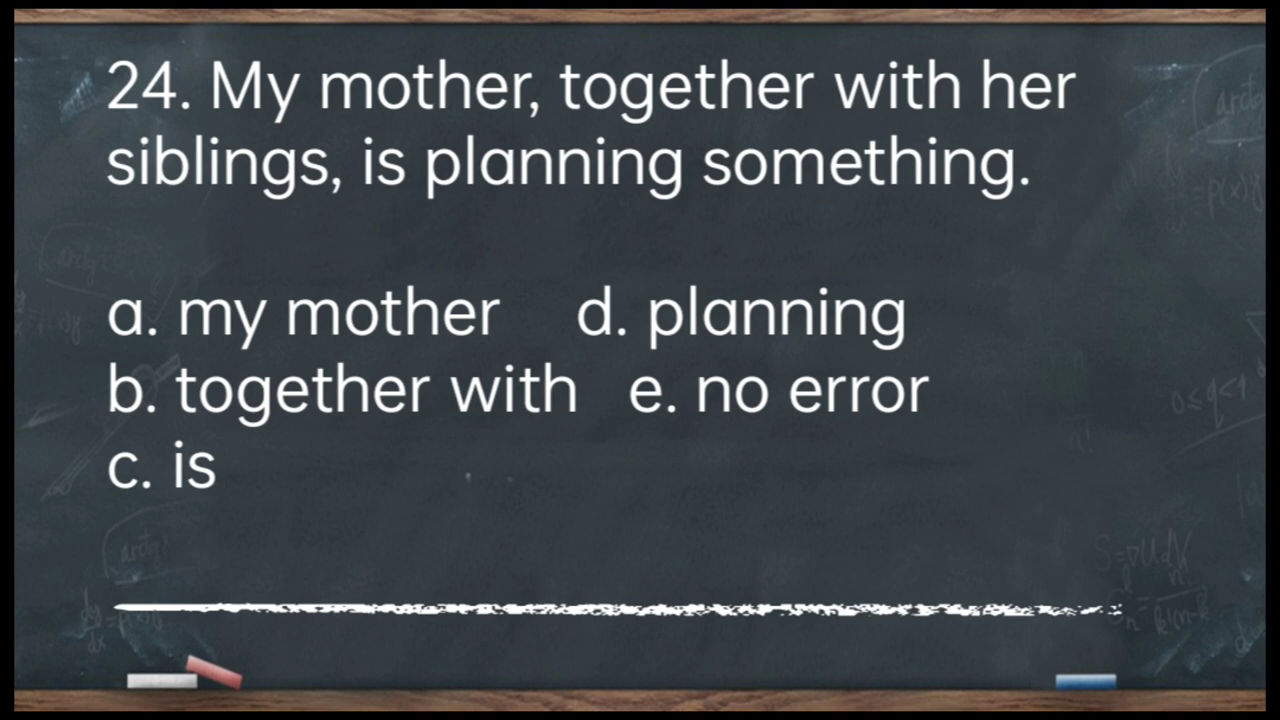 24. My mother, together with her
siblings, is planning something.
a. my mother d. planning
b. together with e. no error
c. is